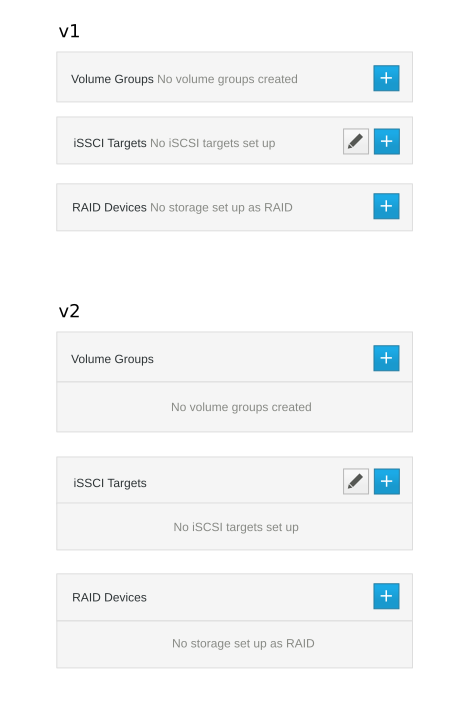 v1
Volume Groups No volume groups created
iSSCI Targets No iSCSI targets set up
RAID Devices No storage set up as RAID
v2
Volume Groups
No volume groups created
iSSCI Targets
No iSCSI targets set up
RAID Devices
No storage set up as RAID